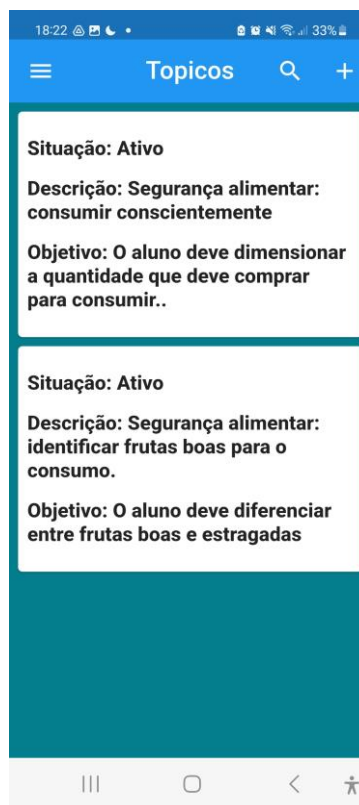 18:22 33%
Topicos
Situação: Ativo
Descrição: Segurança alimentar:
consumir conscientemente
Objetivo: O aluno deve dimensionar
a quantidade que deve comprar
para consumir..
Situação: Ativo
Descrição: Segurança alimentar:
identificar frutas boas para o
consumo.
Objetivo: O aluno deve diferenciar
entre frutas boas e estragadas